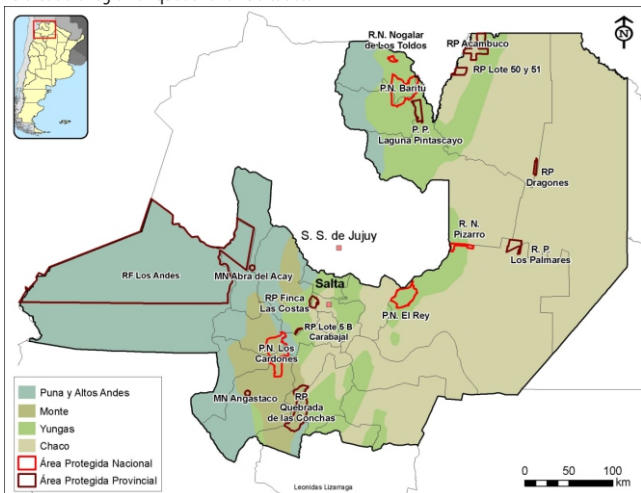 R.N. Nogalar
de Los Toldos
RP Acambuco
RP Lote 50 y 51
P.N. Baritú
P. P.
Laguna Pintascayo
RP
Dragones
R. N.
Pizarro
R. P.
Los Palmares
S. S. de Jujuy
RF Los Andes
MN Abra del Acay
Salta
RP Finca
Las Costas
P.N. El Rey
RP Lote 5 B
Carabajal
P.N. Los
Cardones
MN Angastaco
RP
Quebrada
de las Conchas
Puna y Altos Andes
Monte
Yungas
Chaco
Área Protegida Nacional
Área Protegida Provincial
Leonidas Lizarraga
N
0 50 100
km